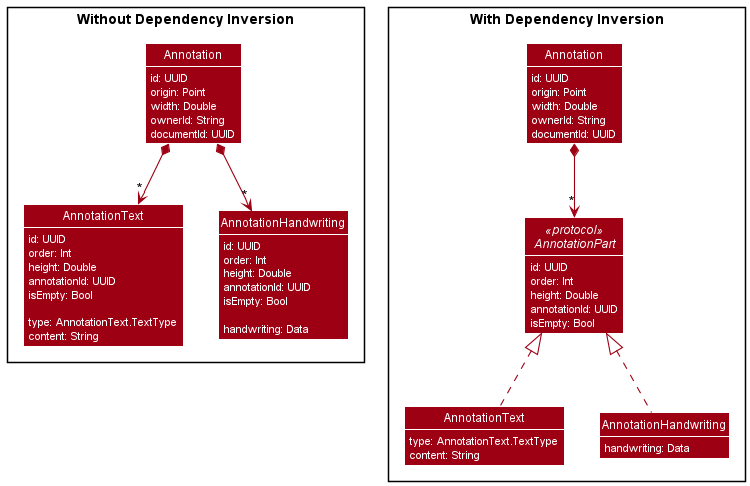 Without Dependency Inversion
Annotation
id: UUID
origin: Point
width: Double
ownerId: String
documentId: UUID
*
*
AnnotationText
id: UUID
order: Int
height: Double
annotationId: UUID
isEmpty: Bool
type: AnnotationText.TextType
content: String
AnnotationHandwriting
id: UUID
order: Int
height: Double
annotationId: UUID
isEmpty: Bool
handwriting: Data
With Dependency Inversion
Annotation
id: UUID
origin: Point
width: Double
ownerId: String
documentId: UUID
*
«protocol»
AnnotationPart
id: UUID
order: Int
height: Double
annotationId: UUID
isEmpty: Bool
AnnotationText
type: AnnotationText.TextType
content: String
AnnotationHandwriting
handwriting: Data